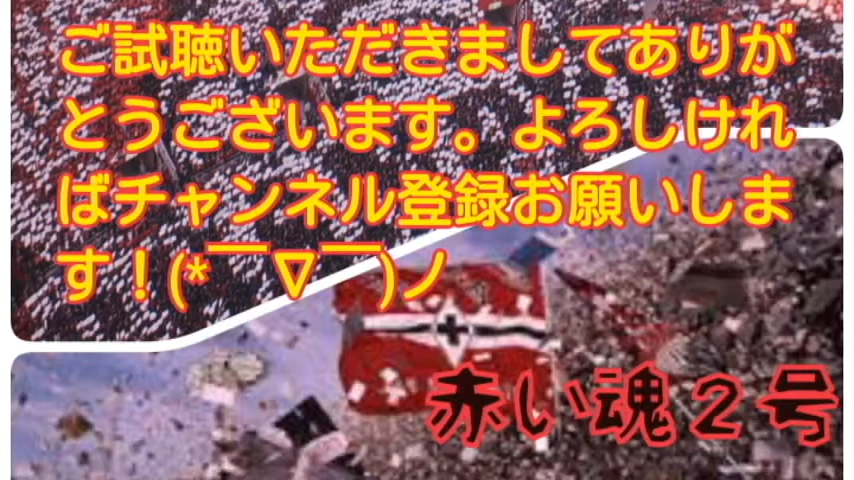 ご試聴いただきましてありが
とうございます。よろしけれ
ばチャンネル登録お願いしま
す！(*￣∇￣)ノ
赤い魂２号